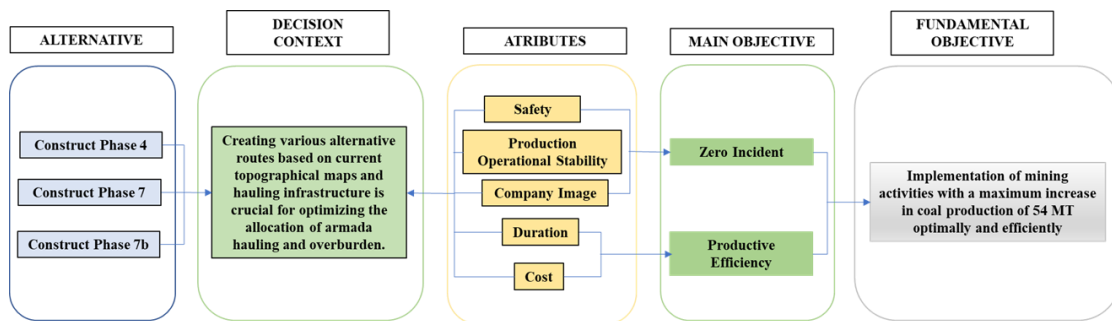 ALTERNATIVE
DECISION
CONTEXT
ATRIBUTES
MAIN OBJECTIVE
FUNDAMENTAL
OBJECTIVE
Construct Phase 4
Construct Phase 7
Construct Phase 7b
Creating various alternative
routes based on current
topographical maps and
hauling infrastructure is
crucial for optimizing the
allocation of armada
hauling and overburden.
Safety
Production
Operational Stability
Company Image
Duration
Cost
Zero Incident
Productive
Efficiency
Implementation of mining
activities with a maximum increase
in coal production of 54 MT
optimally and efficiently